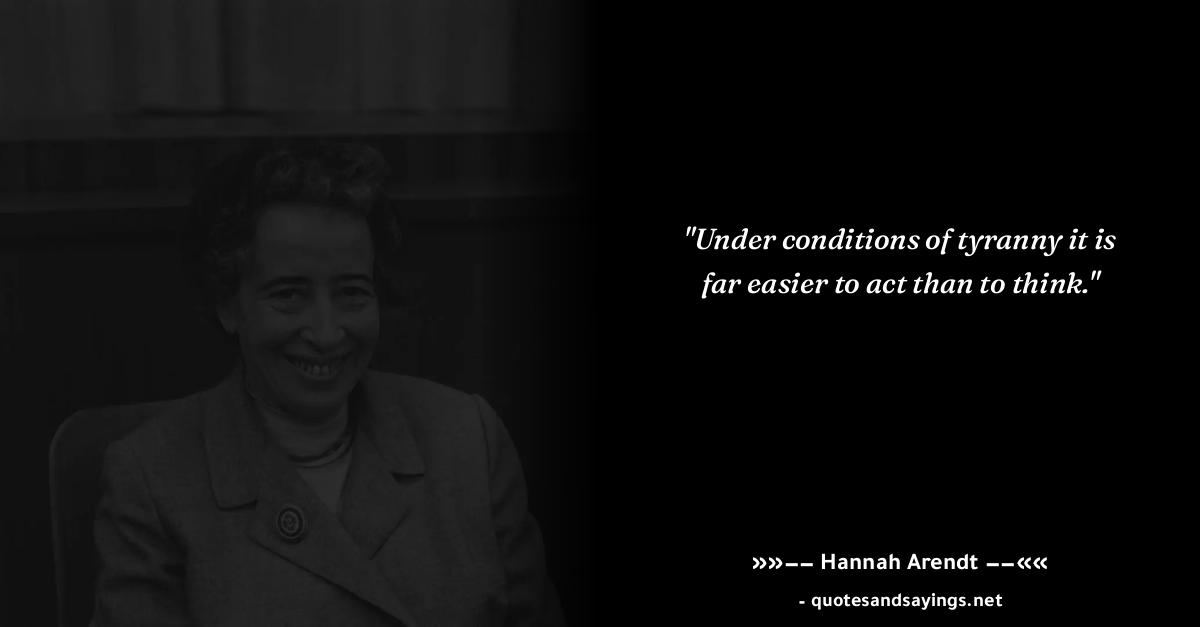 "Under conditions of tyranny it is
far easier to act than to think."
»»–– Hannah Arendt ––««
- quotesandsayings.net